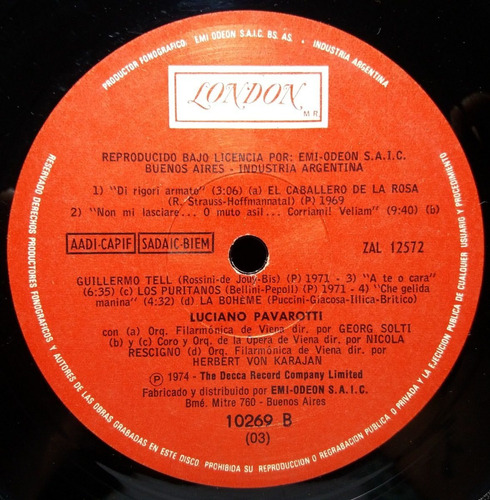 PRODUCTOR FONOGRAFICO EMI ODEON S.A.I.C. BS. AS. - INDUSTRIA ARGENTINA
LONDON
M.R.
REPRODUCIDO BAJO LICENCIA POR: EMI-ODEON S.A.I.C.
BUENOS AIRES - INDUSTRIA ARGENTINA
1) "Di rigori armato" (3:06) (a) EL CABALLERO DE LA ROSA
(R. Strauss-Hoffmannatal) (P) 1969
2) "Non mi lasciare... O muto asil... Corriami! Veliam" (9:40) (b)
AADI-CAPIF SADAIC-BIEM
ZAL 12572
GUILLERMO TELL (Rossini-de Jouy-Bis) (P) 1971 - 3) "A te o cara"
(6:35) (c) LOS PURITANOS (Bellini-Pepoli) (P) 1971 - 4) "Che gelida
manina" (4:32) (d) LA BOHÈME (Puccini-Giacosa-Illica-Britico)
LUCIANO PAVAROTTI
con (a) Orq. Filarmónica de Viena dir. por GEORG SOLTI
(b) y (c) Coro y Orq. de la Opera de Viena dir. por NICOLA
RESCIGNO (d) Orq. Filarmónica de Viena dir. por
HERBERT VON KARAJAN
℗ 1974 - The Decca Record Company Limited
Fabricado y distribuido por EMI-ODEON S.A.I.C.
Bmé. Mitre 760 - Buenos Aires
10269 B
(03)
RESERVADO DERECHOS PRODUCTORES FONOGRAFICOS Y AUTORES DE LAS OBRAS GRABADAS EN ESTE DISCO PROHIBIDA SU REPRODUCCION O REGRABACION PUBLICA O PRIVADA Y LA EJECUCION PUBLICA DE CUALQUIER USUARIO Y PROCEDIMIENTO